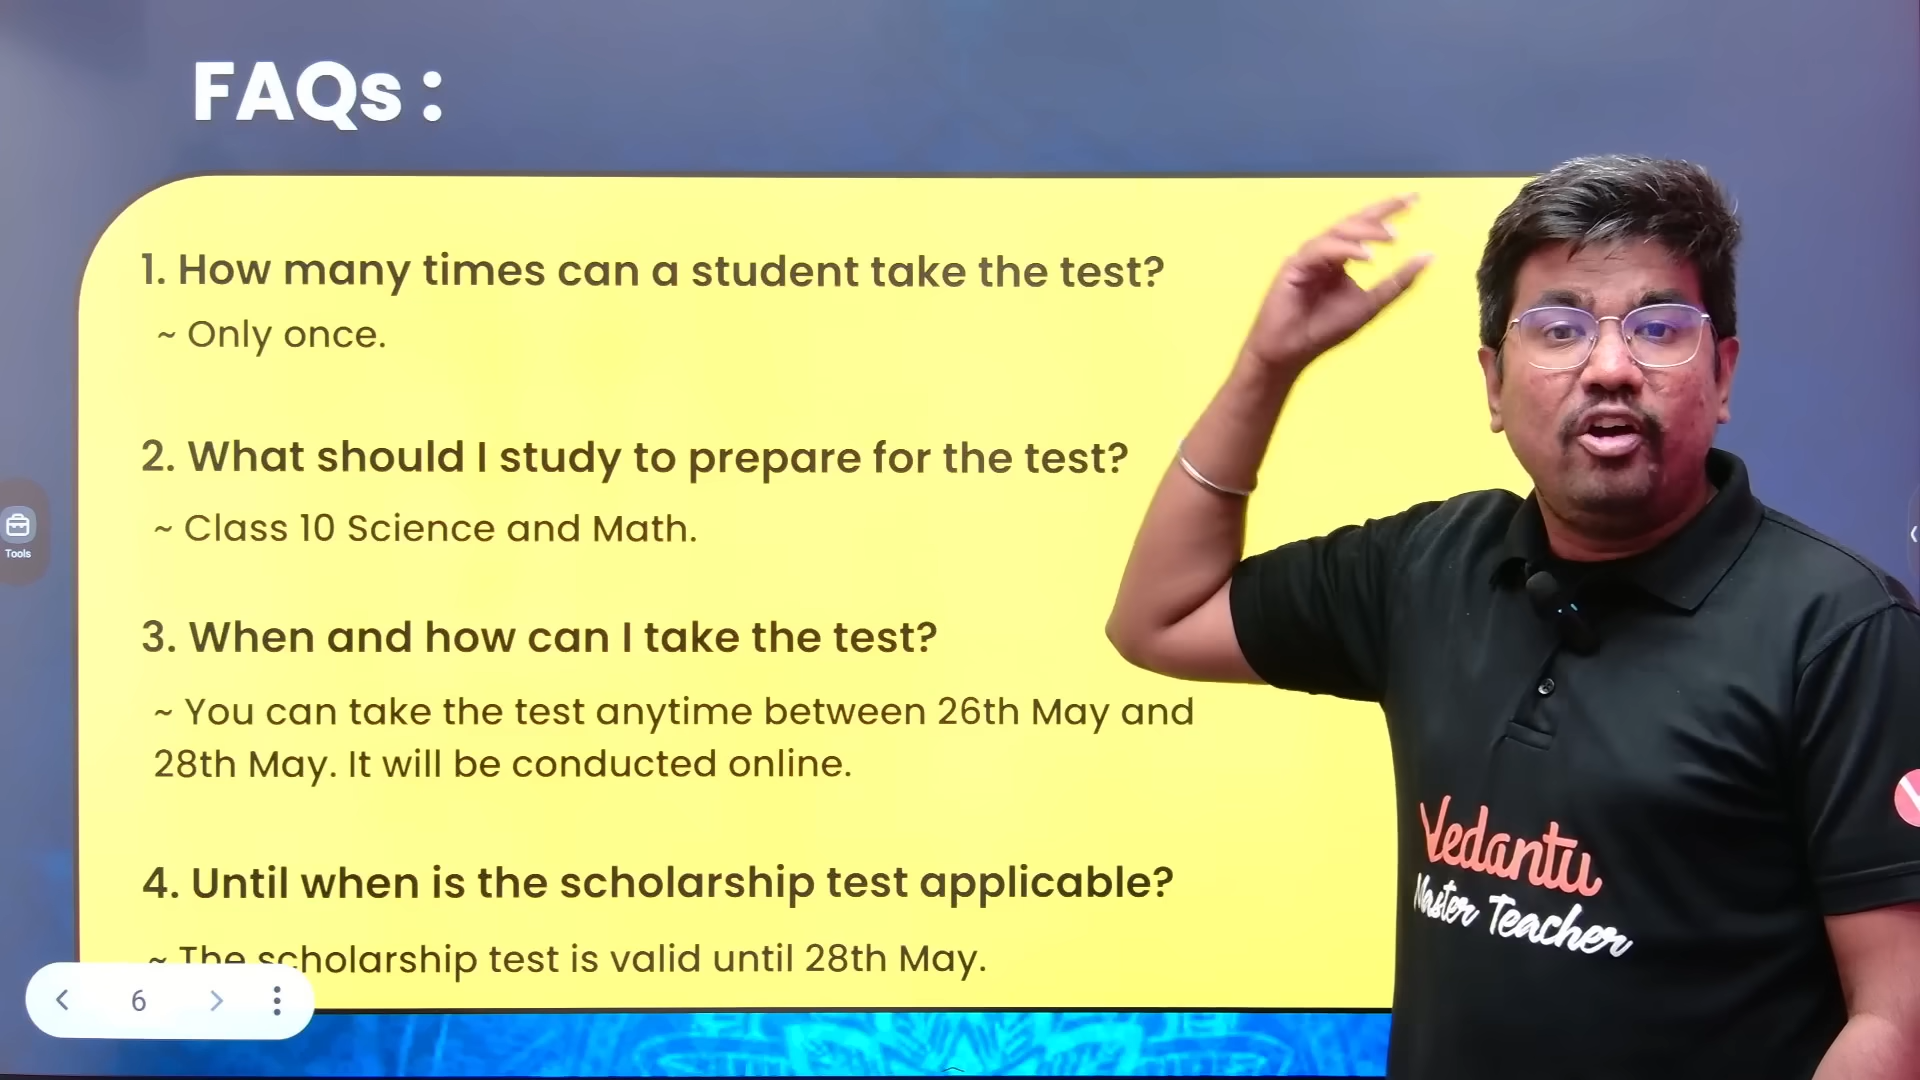 FAQs :
1. How many times can a student take the test?
~ Only once.
2. What should I study to prepare for the test?
~ Class 10 Science and Math.
3. When and how can I take the test?
~ You can take the test anytime between 26th May and
28th May. It will be conducted online.
4. Until when is the scholarship test applicable?
~ The scholarship test is valid until 28th May.
Tools
6
Vedantu
Master Teacher